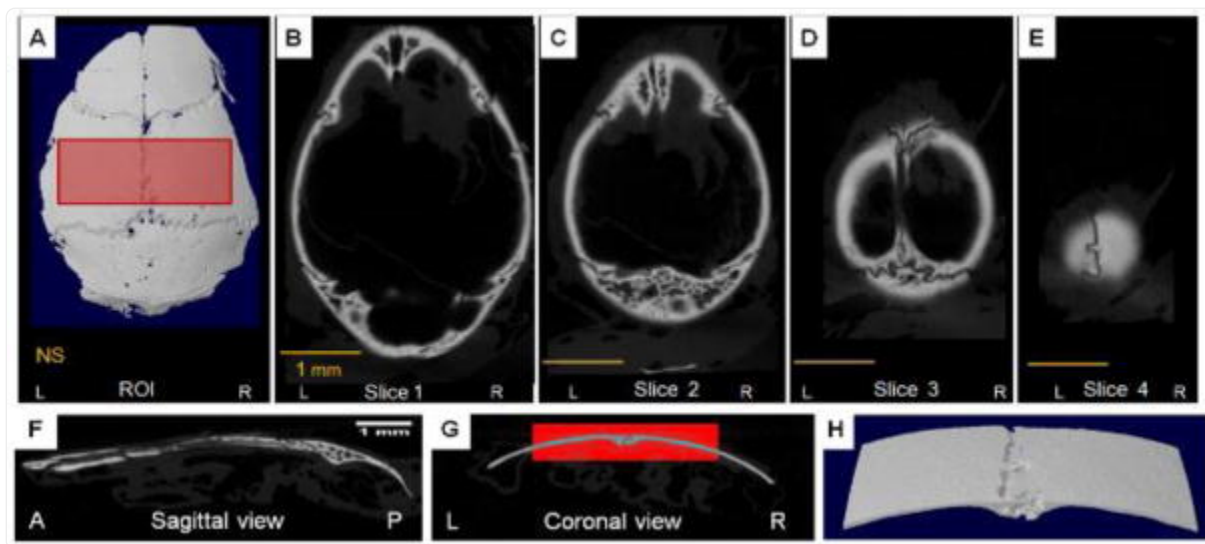 A
NS
L ROI R
B
1 mm
L Slice 1 R
C
L Slice 2 R
D
L Slice 3 R
E
L Slice 4 R
F
1 mm
A Sagittal view P
G
L Coronal view R
H